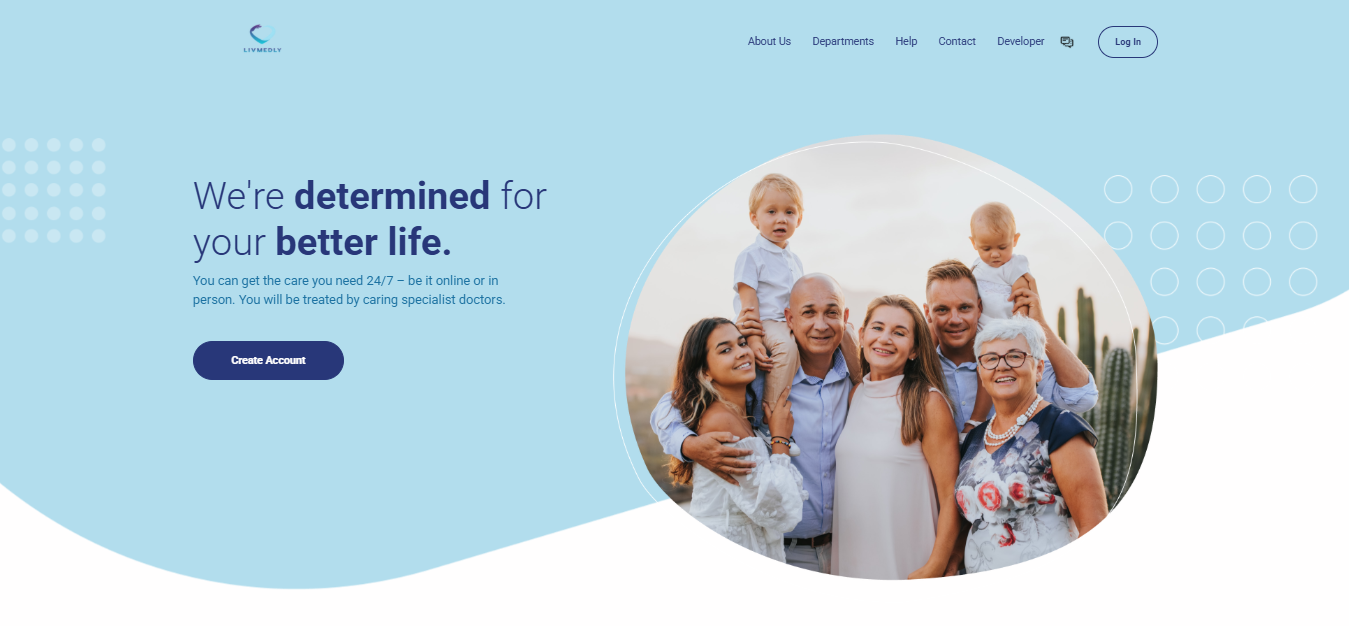 LIVMEDLY
About Us Departments Help Contact Developer Log In
We're determined for
your better life.
You can get the care you need 24/7 – be it online or in
person. You will be treated by caring specialist doctors.
Create Account